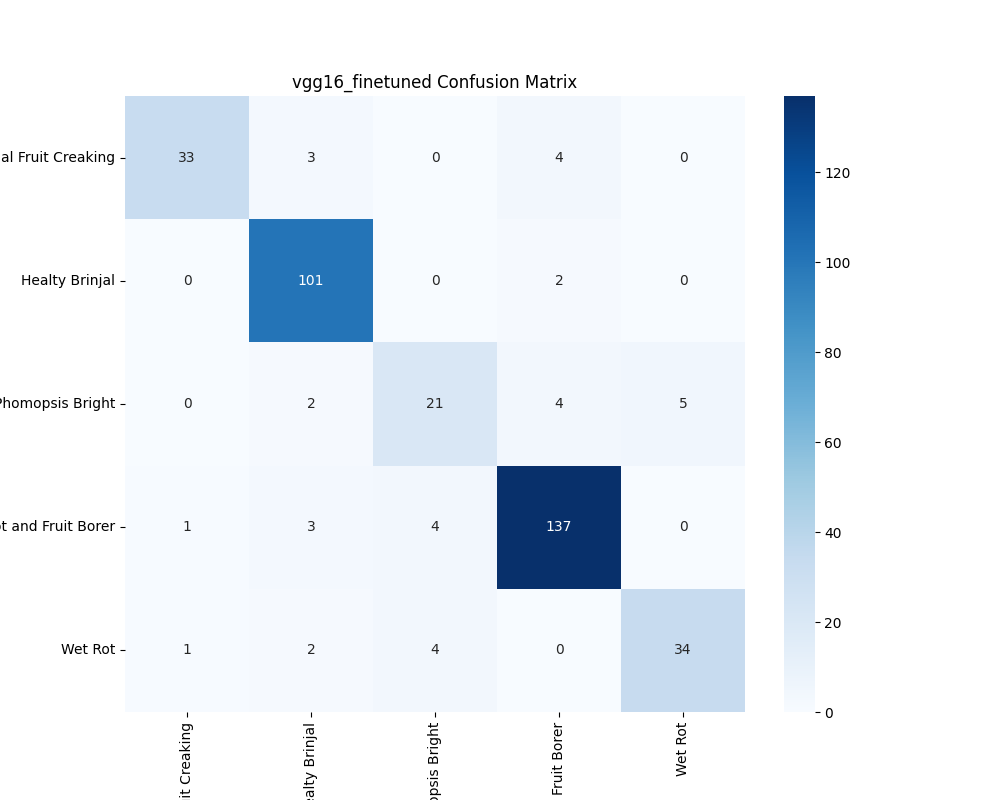 vgg16_finetuned Confusion Matrix
al Fruit Creaking
33 3 0 4 0
Healty Brinjal
0 101 0 2 0
Phomopsis Bright
0 2 21 4 5
ot and Fruit Borer
1 3 4 137 0
Wet Rot
1 2 4 0 34
120
100
80
60
40
20
0
it Creaking
ealty Brinjal
opsis Bright
Fruit Borer
Wet Rot